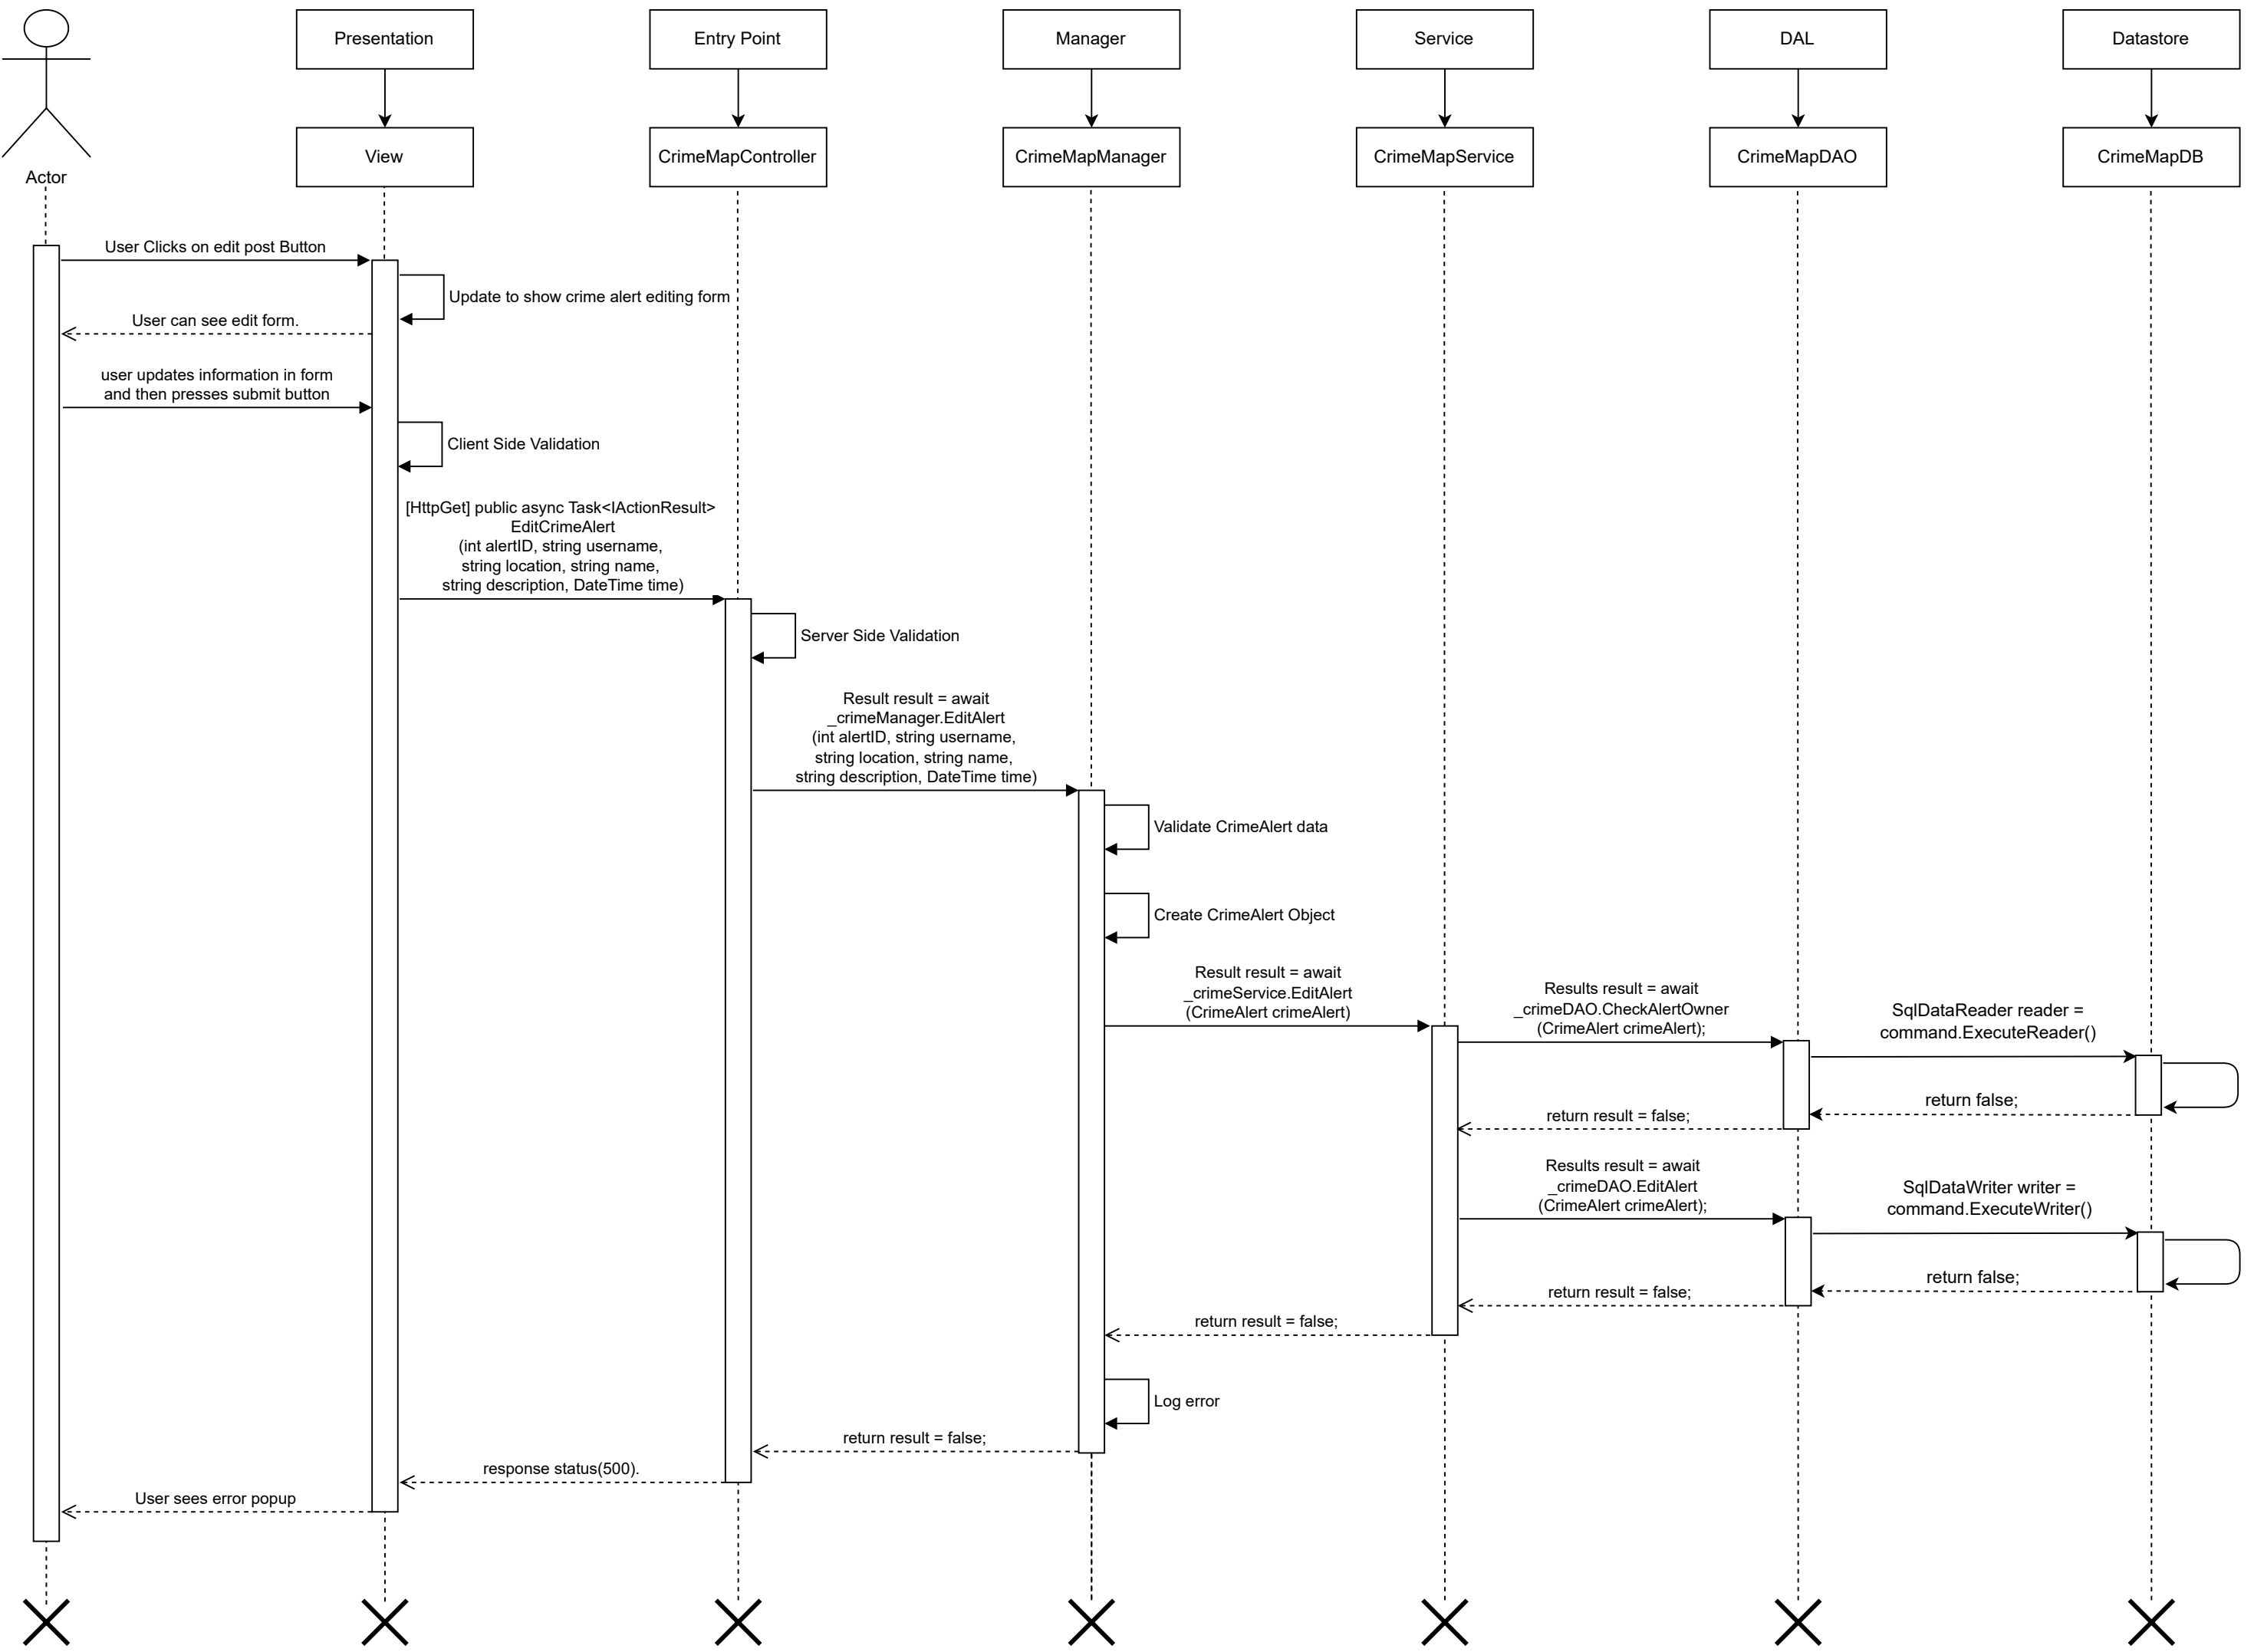 Presentation
Entry Point
Manager
Service
DAL
Datastore
View
CrimeMapController
CrimeMapManager
CrimeMapService
CrimeMapDAO
CrimeMapDB
Actor
User Clicks on edit post Button
Update to show crime alert editing form
User can see edit form.
user updates information in form
and then presses submit button
Client Side Validation
[HttpGet] public async Task<IActionResult>
EditCrimeAlert
(int alertID, string username,
string location, string name,
string description, DateTime time)
Server Side Validation
Result result = await
_crimeManager.EditAlert
(int alertID, string username,
string location, string name,
string description, DateTime time)
Validate CrimeAlert data
Create CrimeAlert Object
Result result = await
_crimeService.EditAlert
(CrimeAlert crimeAlert)
Results result = await
_crimeDAO.CheckAlertOwner
(CrimeAlert crimeAlert);
SqlDataReader reader =
command.ExecuteReader()
return false;
return result = false;
Results result = await
_crimeDAO.EditAlert
(CrimeAlert crimeAlert);
SqlDataWriter writer =
command.ExecuteWriter()
return false;
return result = false;
return result = false;
Log error
return result = false;
response status(500).
User sees error popup